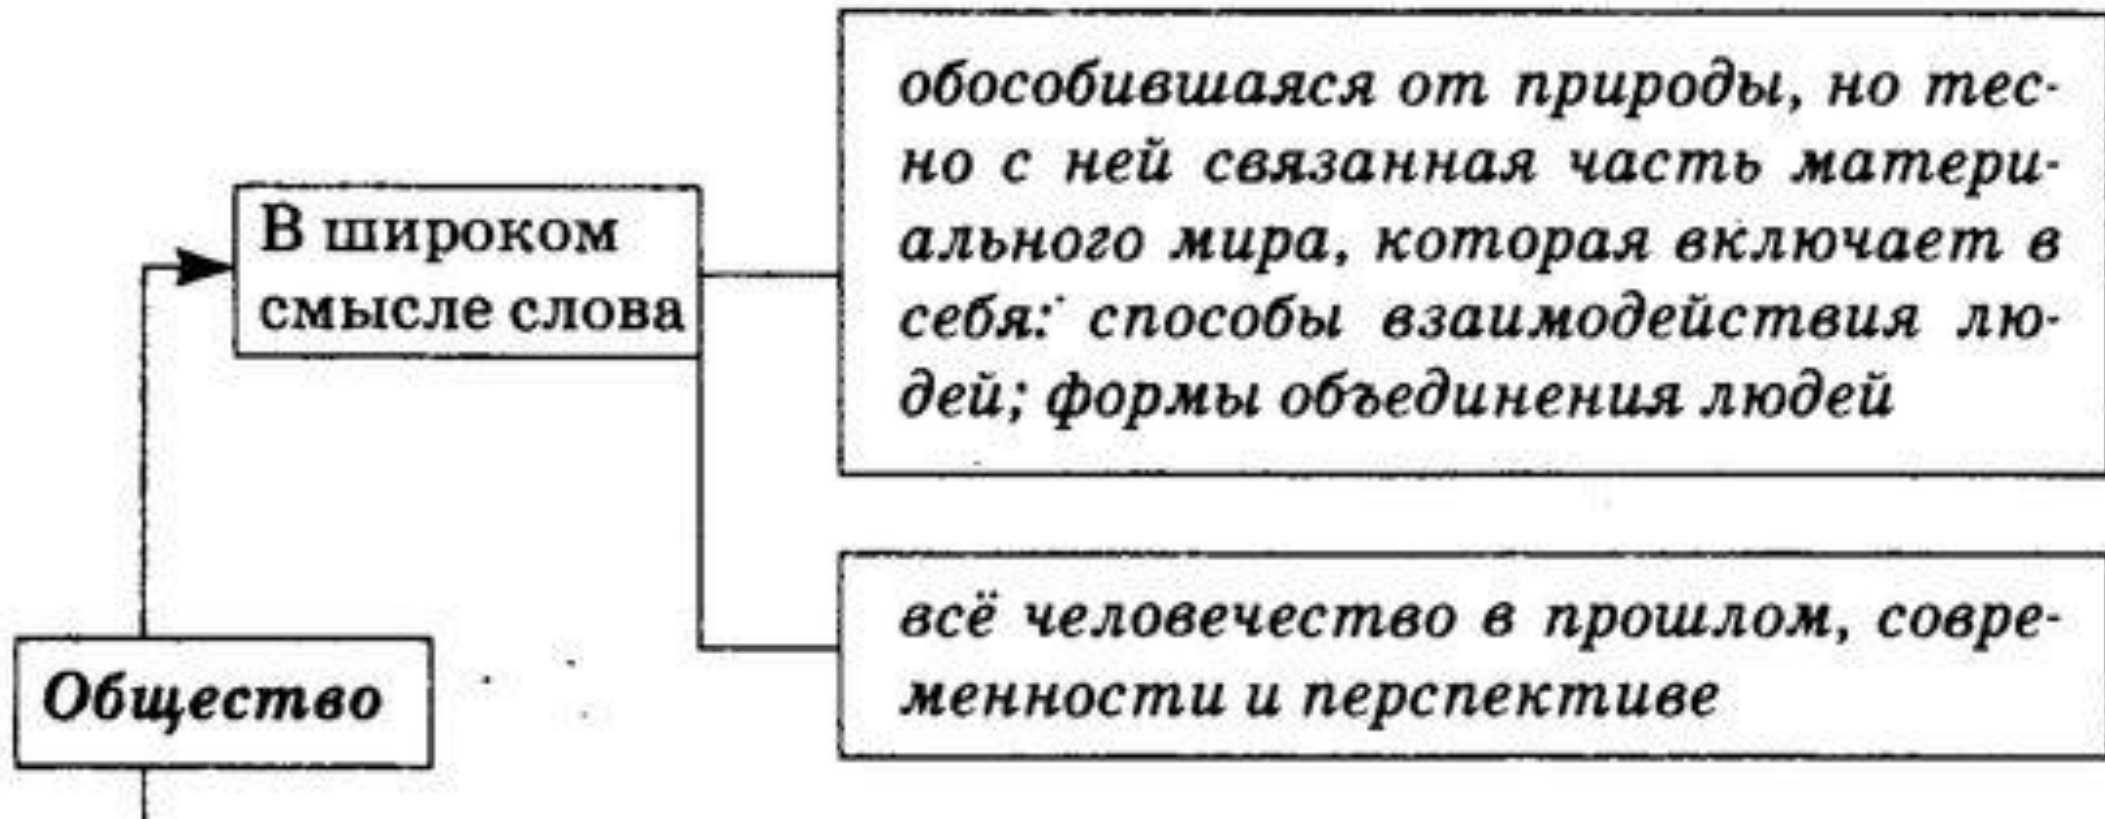 обособившаяся от природы, но тес-
но с ней связанная часть матери-
ального мира, которая включает в
себя: способы взаимодействия лю-
дей; формы объединения людей
В широком
смысле слова
всё человечество в прошлом, совре-
менности и перспективе
Общество